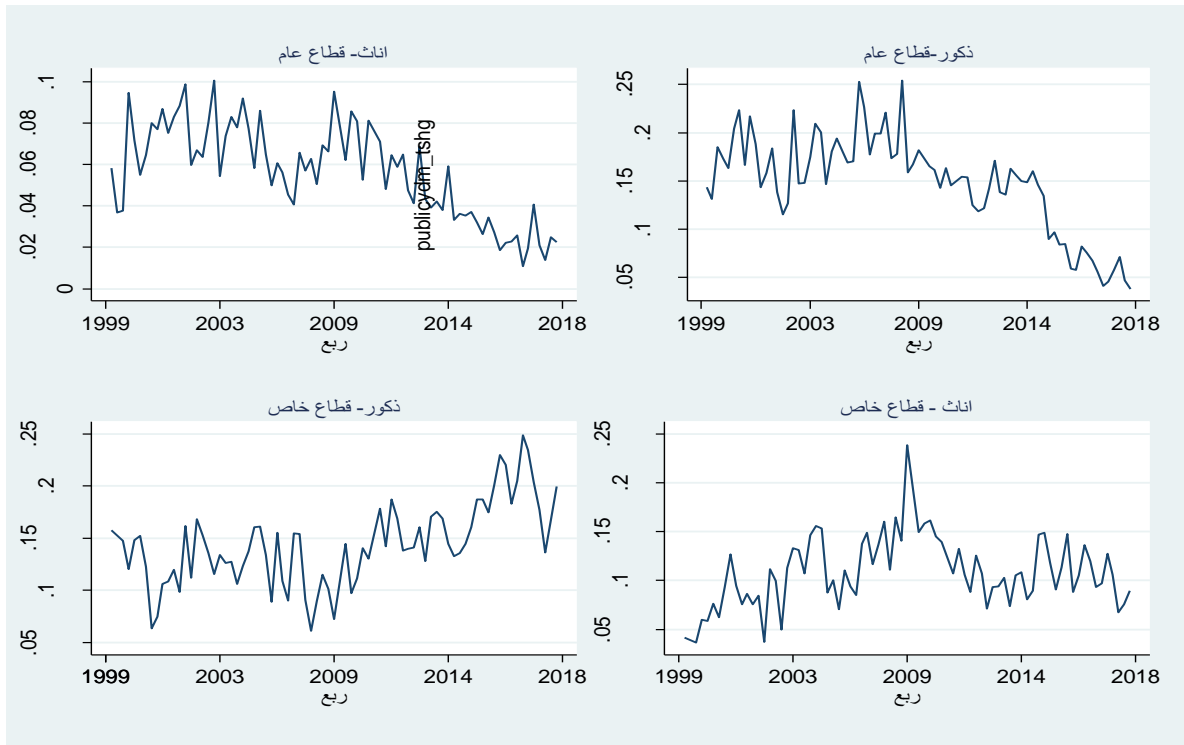 اناث- قطاع عام
.1
.08
.06
.04
.02
0
publicydm_tshg
1999 2003 2009 2014 2018
ربع
ذكور-قطاع عام
.25
.2
.15
.1
.05
1999 2003 2009 2014 2018
ربع
ذكور- قطاع خاص
.25
.2
.15
.1
.05
1999 2003 2009 2014 2018
ربع
اناث - قطاع خاص
.25
.2
.15
.1
.05
1999 2003 2009 2014 2018
ربع